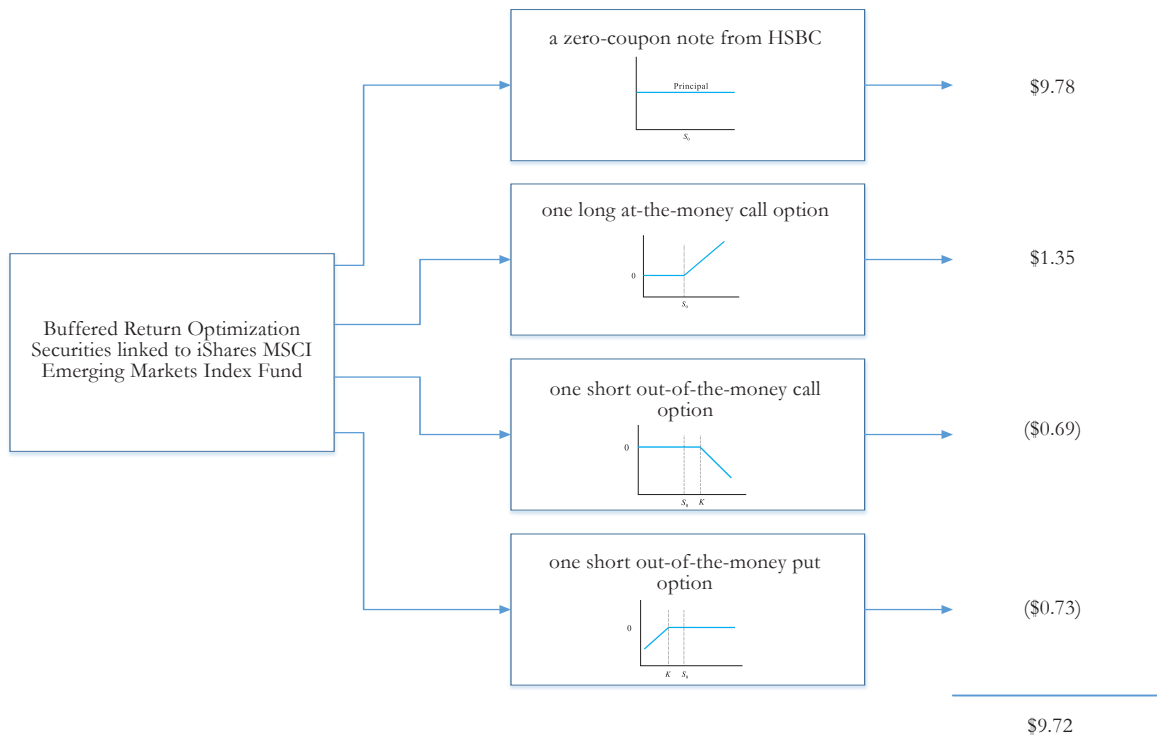 Buffered Return Optimization
Securities linked to iShares MSCI
Emerging Markets Index Fund
a zero-coupon note from HSBC
Principal
S₀
$9.78
one long at-the-money call option
0
S₀
$1.35
one short out-of-the-money call
option
0
S₀ K
($0.69)
one short out-of-the-money put
option
0
K S₀
($0.73)
$9.72